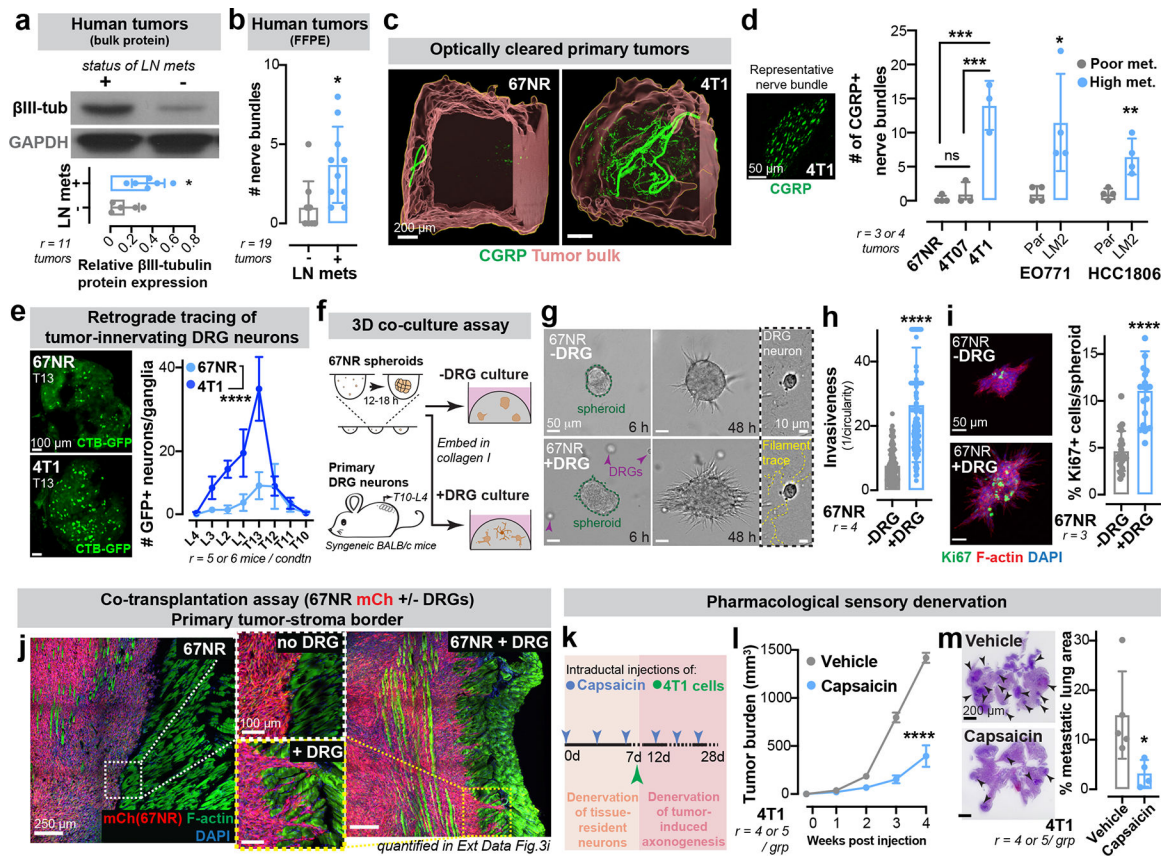 a
Human tumors
(bulk protein)
status of LN mets
+
-
βIII-tub
GAPDH
LN mets
+
-
*
0
0.2
0.4
0.6
0.8
r = 11
tumors
Relative βIII-tubulin
protein expression
b
Human tumors
(FFPE)
# nerve bundles
10
5
0
*
-
+
LN mets
r = 19
tumors
c
Optically cleared primary tumors
67NR
4T1
200 µm
CGRP Tumor bulk
d
Representative
nerve bundle
50 µm
4T1
CGRP
# of CGRP+
nerve bundles
25
20
15
10
5
0
***
***
ns
*
**
Poor met.
High met.
r = 3 or 4
tumors
67NR
4T07
4T1
Par
LM2
EO771
Par
LM2
HCC1806
e
Retrograde tracing of
tumor-innervating DRG neurons
67NR
T13
100 µm
CTB-GFP
4T1
T13
CTB-GFP
# GFP+ neurons/ganglia
40
20
0
67NR
4T1
****
L4
L3
L2
L1
T13
T12
T11
T10
r = 5 or 6 mice / condtn
f
3D co-culture assay
67NR spheroids
12-18 h
-DRG culture
Embed in
collagen I
Primary
DRG neurons
T10-L4
+DRG culture
Syngeneic BALB/c mice
g
67NR
-DRG
spheroid
50 µm
6 h
48 h
DRG
neuron
10 µm
67NR
+DRG
DRGs
spheroid
6 h
48 h
Filament
trace
h
Invasiveness
(1/circularity)
40
20
0
****
67NR
r = 4
-DRG
+DRG
i
67NR
-DRG
50 µm
67NR
+DRG
Ki67 F-actin DAPI
% Ki67+ cells/spheroid
20
15
10
5
0
****
67NR
r = 3
-DRG
+DRG
Co-transplantation assay (67NR mCh +/- DRGs)
Primary tumor-stroma border
j
67NR
250 µm
mCh(67NR) F-actin
DAPI
no DRG
100 µm
+ DRG
67NR + DRG
quantified in Ext Data Fig.3i
Pharmacological sensory denervation
k
Intraductal injections of:
Capsaicin
4T1 cells
0d
7d
12d
28d
Denervation
of tissue-
resident
neurons
Denervation
of tumor-
induced
axonogenesis
l
Tumor burden (mm³)
1500
1000
500
0
Vehicle
Capsaicin
****
0
1
2
3
4
Weeks post injection
4T1
r = 4 or 5
/ grp
m
Vehicle
200 µm
Capsaicin
4T1
r = 4 or 5/ grp
% metastatic lung area
30
20
10
0
*
Vehicle
Capsaicin